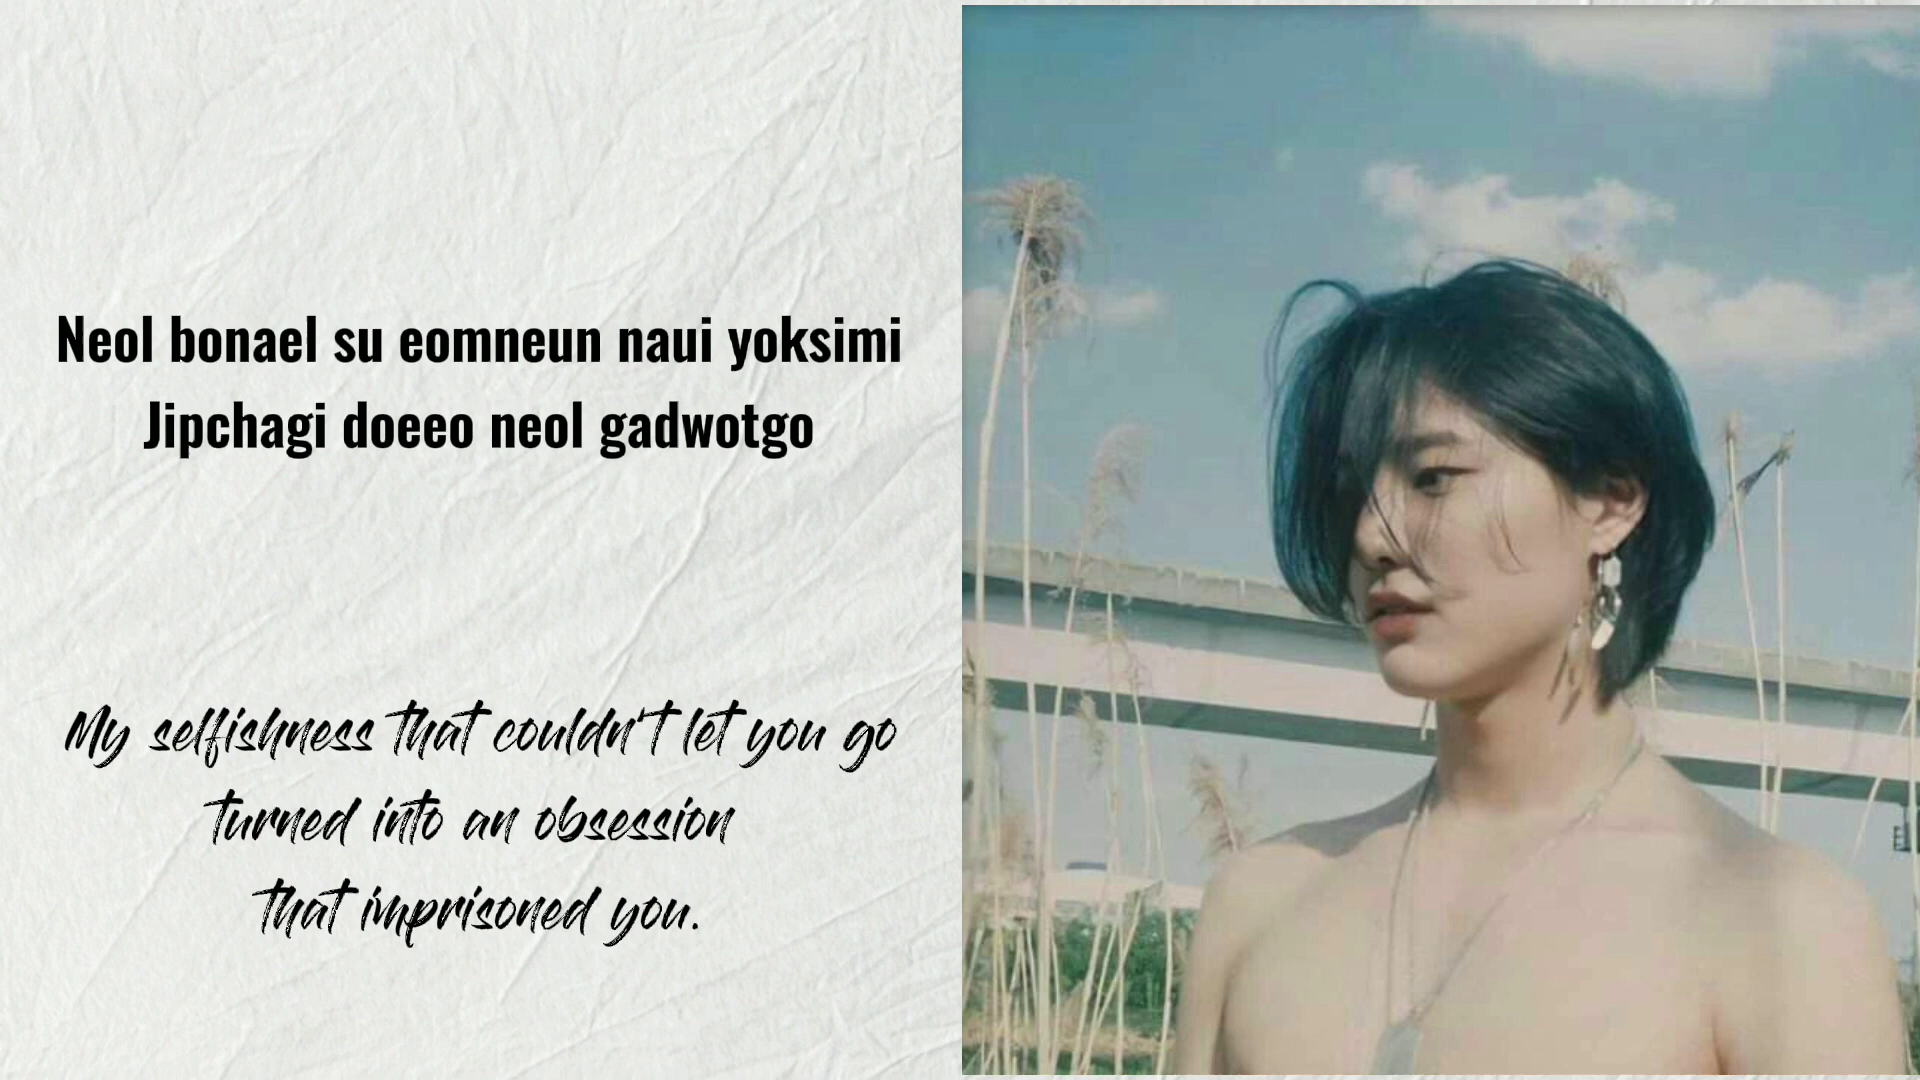 Neol bonael su eomneun naui yoksimi
Jipchagi doeeo neol gadwotgo
My selfishness that couldn't let you go
turned into an obsession
that imprisoned you.